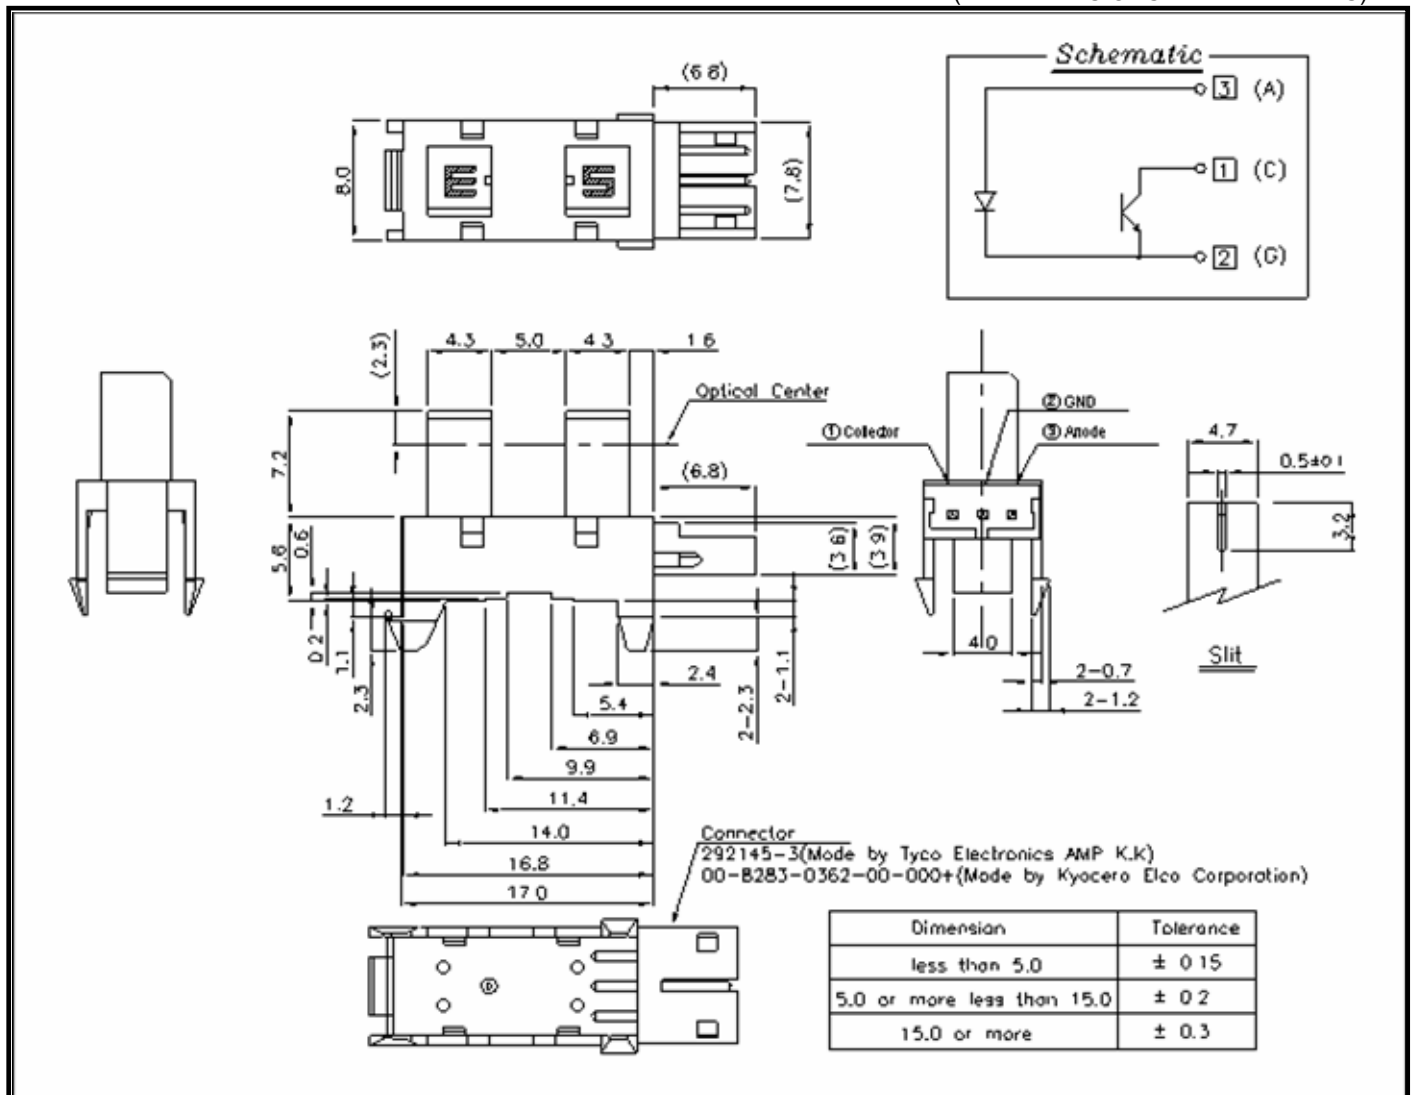 Schematic
3 (A)
1 (C)
2 (G)
(6 8)
8.0
E S
(7.8)
(2.3)
4.3 5.0 4.3 1 6
Optical Center
7.2
(6.8)
5.6
0.6
(3 6)
(3 9)
0.2
1.1
2.3
2.4
2-1.1
2-2.3
5.4
6.9
9.9
11.4
1.2
14.0
16.8
17 0
① Collector
② GND
③ Anode
4.0
2-0.7
2-1.2
4.7
0.5±0 1
3.2
Slit
Connector
292145-3(Mode by Tyco Electronics AMP K.K)
00-8283-0362-00-000+(Mode by Kyocero Elco Corporation)
Dimension Tolerance
less than 5.0 ± 0 15
5.0 or more less than 15.0 ± 0 2
15.0 or more ± 0.3
D